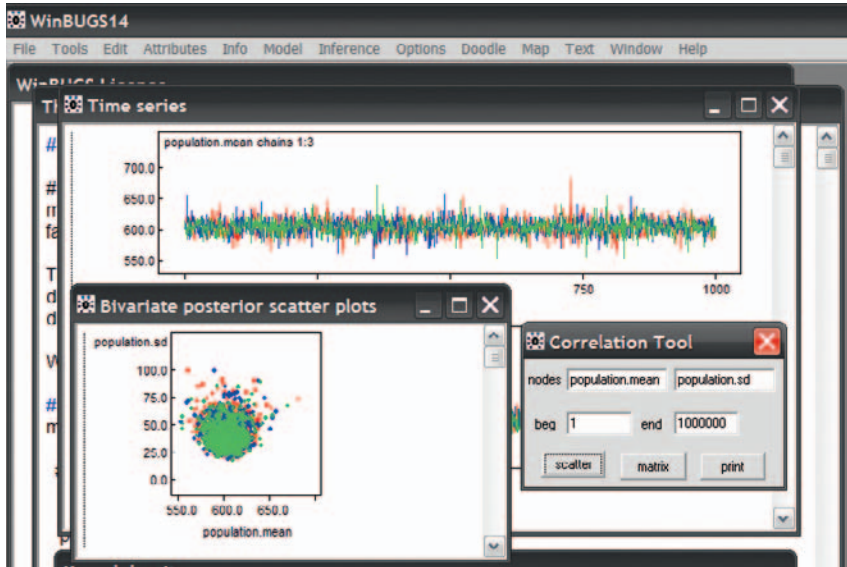 WinBUGS14
File Tools Edit Attributes Info Model Inference Options Doodle Map Text Window Help
Time series
population.mean chains 1:3
700.0
650.0
600.0
550.0
750
1000
Bivariate posterior scatter plots
population.sd
100.0
75.0
50.0
25.0
0.0
550.0 600.0 650.0
population.mean
Correlation Tool
nodes population.mean population.sd
beg 1 end 1000000
scatter matrix print